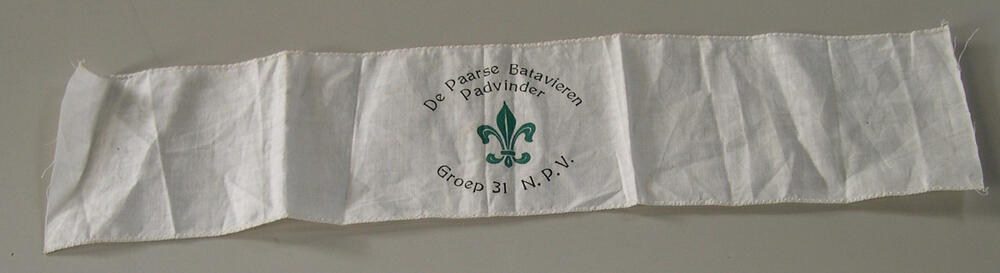 De Paarse Batavieren
Padvinder
Groep 31 N.P.V.